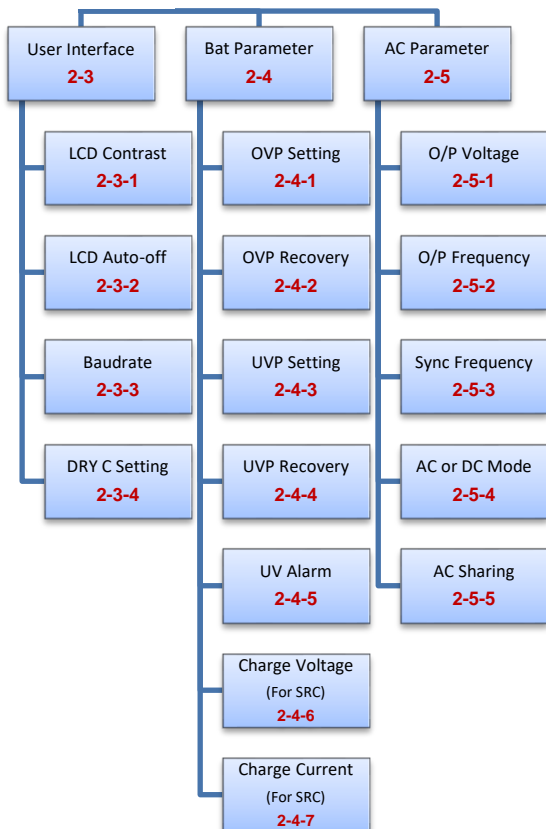 User Interface
2-3
Bat Parameter
2-4
AC Parameter
2-5
LCD Contrast
2-3-1
LCD Auto-off
2-3-2
Baudrate
2-3-3
DRY C Setting
2-3-4
OVP Setting
2-4-1
OVP Recovery
2-4-2
UVP Setting
2-4-3
UVP Recovery
2-4-4
UV Alarm
2-4-5
Charge Voltage
(For SRC)
2-4-6
Charge Current
(For SRC)
2-4-7
O/P Voltage
2-5-1
O/P Frequency
2-5-2
Sync Frequency
2-5-3
AC or DC Mode
2-5-4
AC Sharing
2-5-5